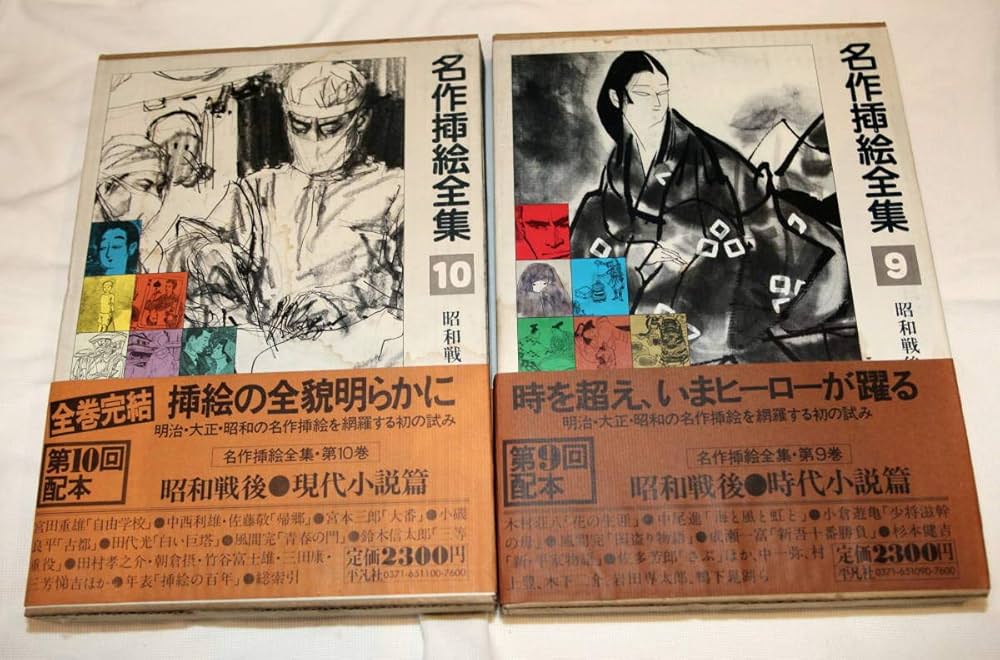 名作挿絵全集
10
昭和戦
全巻完結
挿絵の全貌明らかに
明治・大正・昭和の名作挿絵を網羅する初の試み
第10回
配本
名作挿絵全集・第10巻
昭和戦後●現代小説篇
宮田重雄「自由学校」●中西利雄・佐藤敬「帰郷」●宮本三郎「大番」●小磯
良平「古都」●田代光「白い巨塔」●風間完「青春の門」●鈴木信太郎「三等
重役」●田村孝之介・朝倉摂・竹谷富士雄・三田康・
三芳悌吉ほか●年表「挿絵の百年」●総索引
定価2300円
平凡社
0371-651100-7600
名作挿絵全集
9
昭和戦後
時を超え、いまヒーローが躍る
明治・大正・昭和の名作挿絵を網羅する初の試み
第9回
配本
名作挿絵全集・第9巻
昭和戦後●時代小説篇
木村荘八「花の生涯」●中尾進「海と風と虹と」●小倉遊亀「少将滋幹
の母」●風間完「国盗り物語」●成瀬一富「新吾十番勝負」●杉本健吉
「新・平家物語」●佐多芳郎「さぶ」ほか、中一弥、村
上豊、木下二介、岩田専太郎、鴨下晁湖ら
定価2300円
平凡社
0371-651090-7600